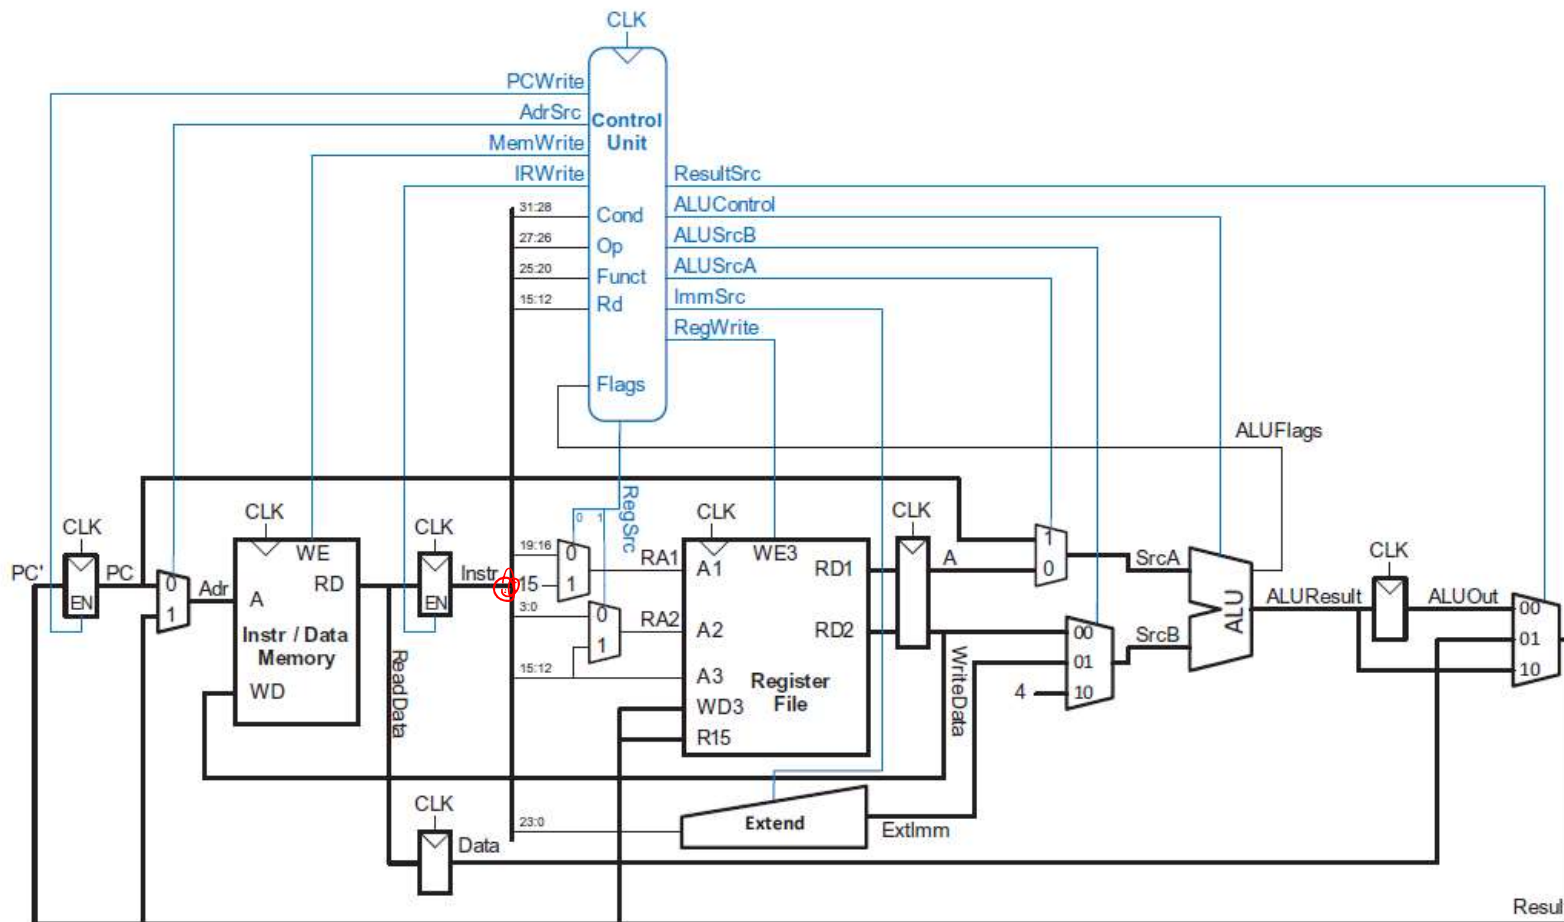 CLK
PCWrite
AdrSrc
Control
Unit
MemWrite
IRWrite
ResultSrc
31:28
Cond
ALUControl
27:26
Op
ALUSrcB
25:20
Funct
ALUSrcA
15:12
Rd
ImmSrc
RegWrite
Flags
ALUFlags
RegSrc
0 1
CLK
PC'
EN
PC
0
1
Adr
CLK
WE
RD
A
Instr / Data
Memory
WD
ReadData
CLK
EN
Instr
19:16
0
15
1
RA1
3:0
0
1
RA2
15:12
CLK
WE3
A1
RD1
A2
RD2
A3
Register
File
WD3
R15
CLK
A
WriteData
1
0
SrcA
00
01
4
10
SrcB
ALU
ALUResult
CLK
ALUOut
00
01
10
CLK
Data
23:0
Extend
ExtImm
Resul